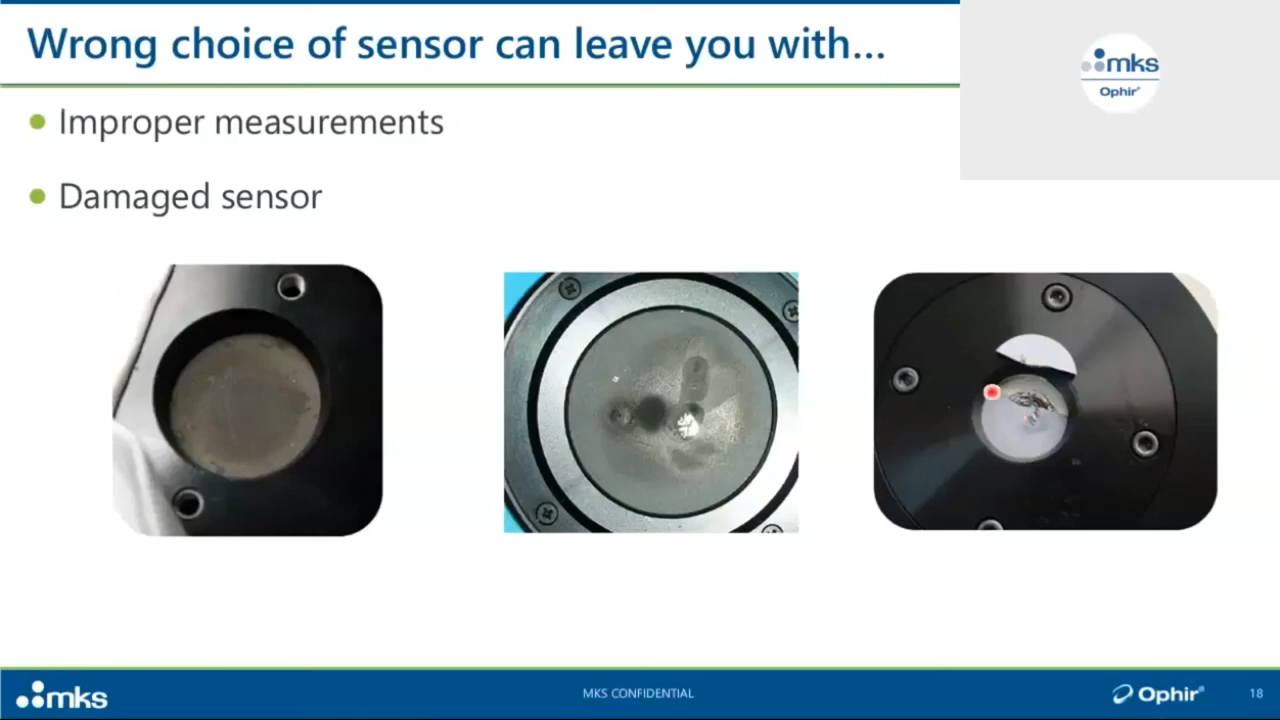 Wrong choice of sensor can leave you with...
mks
Ophir®
• Improper measurements
• Damaged sensor
mks
MKS CONFIDENTIAL
Ophir®
18